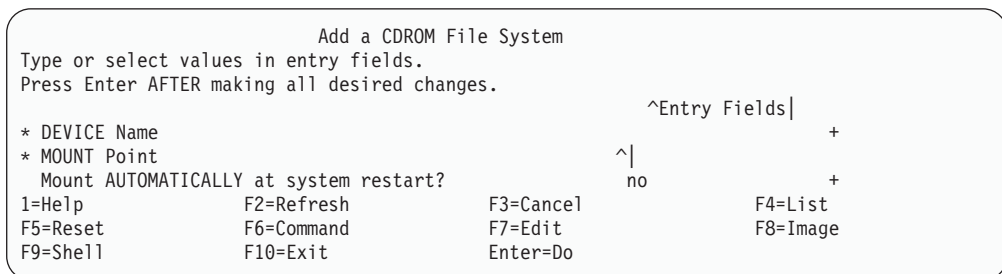 Add a CDROM File System
Type or select values in entry fields.
Press Enter AFTER making all desired changes.
^Entry Fields|
* DEVICE Name +
* MOUNT Point ^|
Mount AUTOMATICALLY at system restart? no +
1=Help F2=Refresh F3=Cancel F4=List
F5=Reset F6=Command F7=Edit F8=Image
F9=Shell F10=Exit Enter=Do